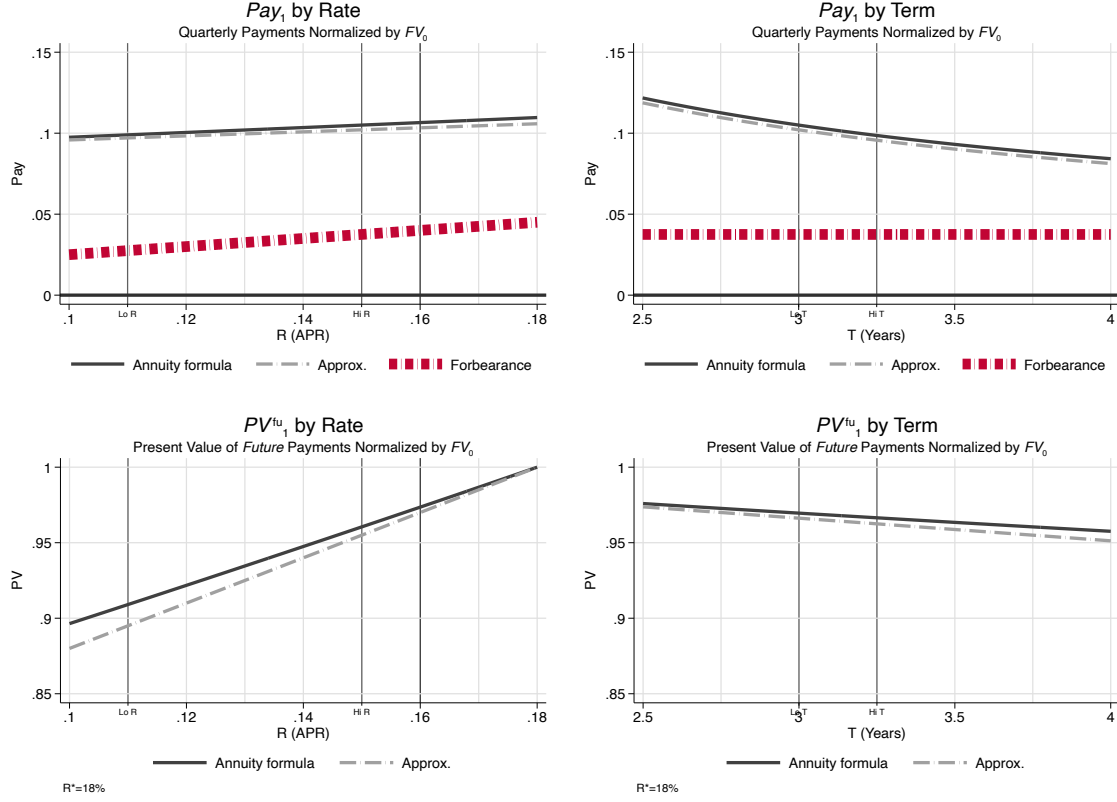 Pay₁ by Rate
Quarterly Payments Normalized by FV₀
.15
.1
.05
0
Pay
.1
.12
.14
.16
.18
Lo R
Hi R
R (APR)
Annuity formula
Approx.
Forbearance
Pay₁ by Term
Quarterly Payments Normalized by FV₀
.15
.1
.05
0
Pay
2.5
3
3.5
4
Lo T
Hi T
T (Years)
Annuity formula
Approx.
Forbearance
PVᶠᵘ₁ by Rate
Present Value of Future Payments Normalized by FV₀
1
.95
.9
.85
PV
.1
.12
.14
.16
.18
Lo R
Hi R
R (APR)
Annuity formula
Approx.
R*=18%
PVᶠᵘ₁ by Term
Present Value of Future Payments Normalized by FV₀
1
.95
.9
.85
PV
2.5
3
3.5
4
Lo T
Hi T
T (Years)
Annuity formula
Approx.
R*=18%